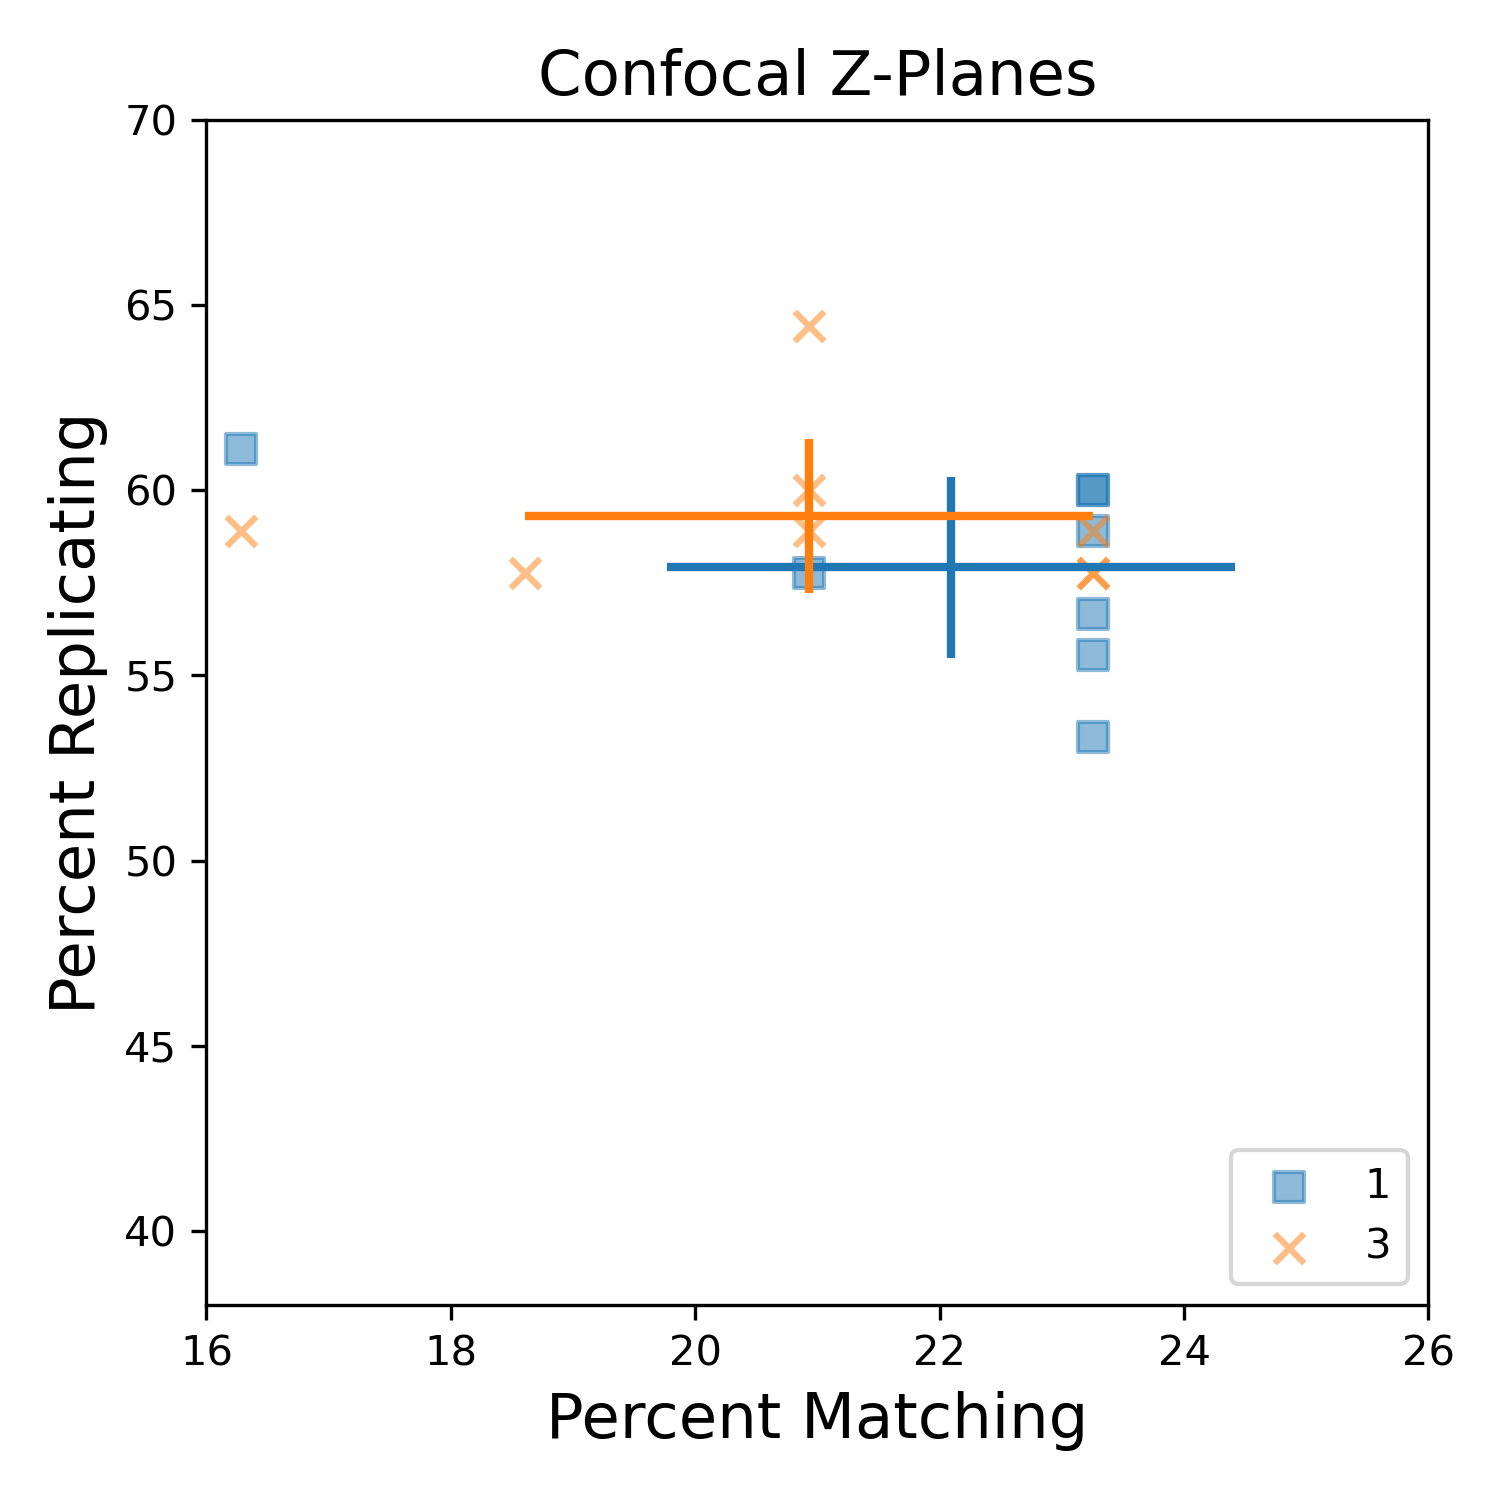 Confocal Z-Planes
Percent Replicating
70
65
60
55
50
45
40
16 18 20 22 24 26
Percent Matching
1
3